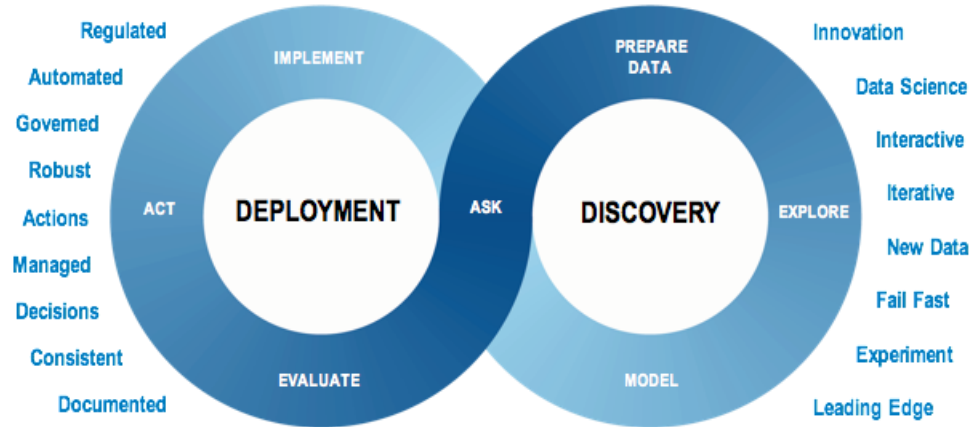 Regulated
Automated
Governed
Robust
Actions
Managed
Decisions
Consistent
Documented
IMPLEMENT
ACT
DEPLOYMENT
EVALUATE
ASK
PREPARE
DATA
DISCOVERY
EXPLORE
MODEL
Innovation
Data Science
Interactive
Iterative
New Data
Fail Fast
Experiment
Leading Edge